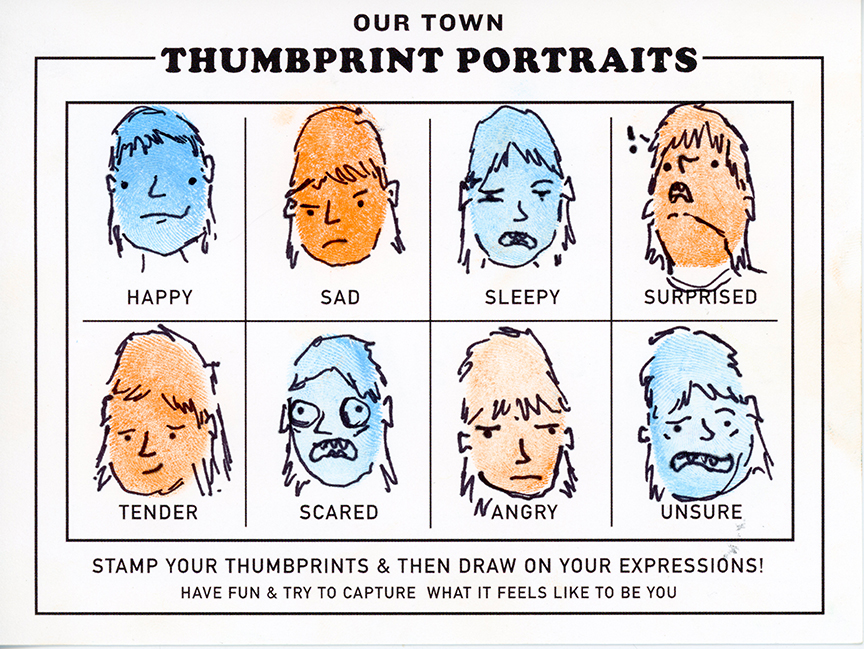 OUR TOWN
THUMBPRINT PORTRAITS
HAPPY
SAD
SLEEPY
!!
SURPRISED
TENDER
SCARED
ANGRY
UNSURE
STAMP YOUR THUMBPRINTS & THEN DRAW ON YOUR EXPRESSIONS!
HAVE FUN & TRY TO CAPTURE WHAT IT FEELS LIKE TO BE YOU